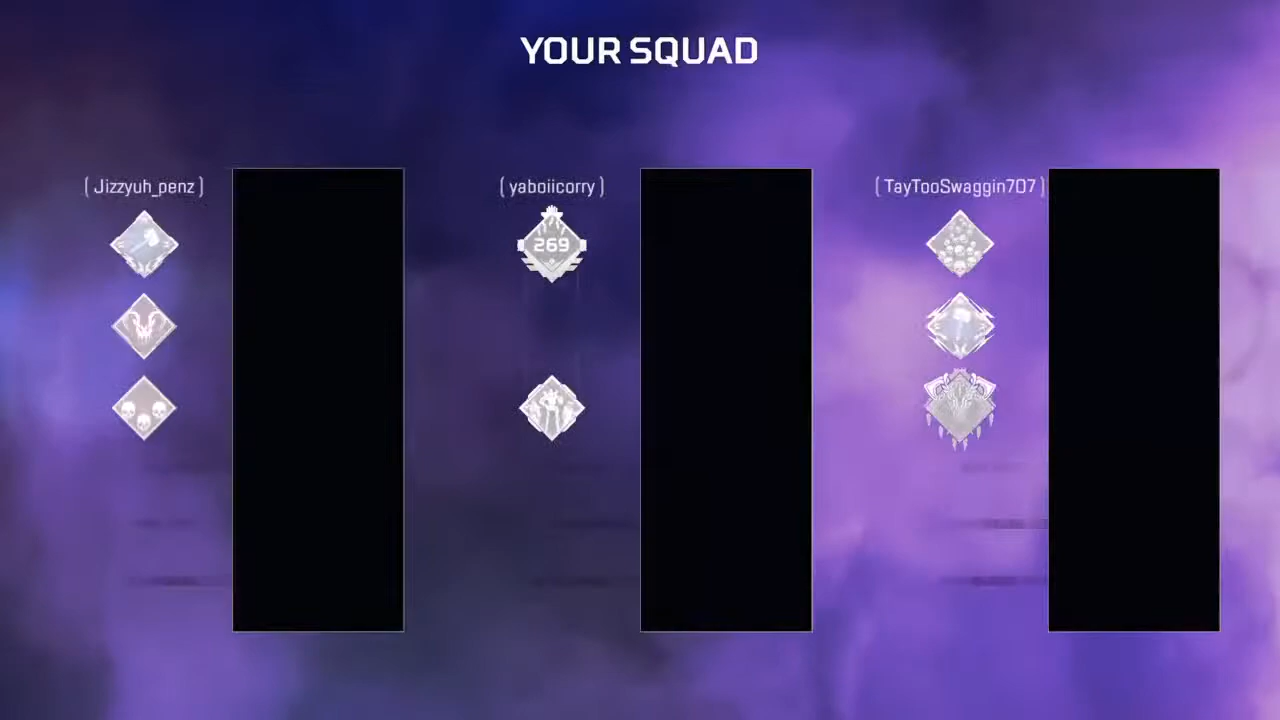 YOUR SQUAD
( Jizzyuh_penz )
( yaboiicorry )
( TayTooSwaggin707 )
269